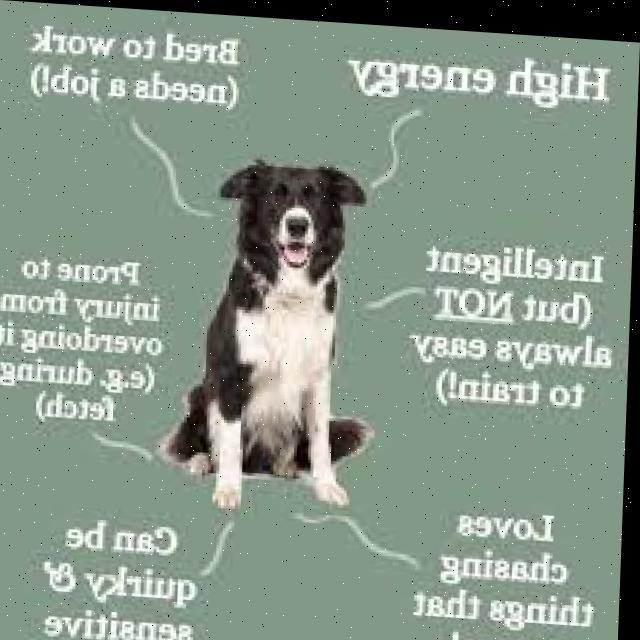 High energy
Bred to work
(needs a job!)
Intelligent
(but NOT
always easy
to train!)
Prone to
injury from
overdoing it
(e.g. during
fetch)
Loves
chasing
things that
Can be
quirky &
sensitive